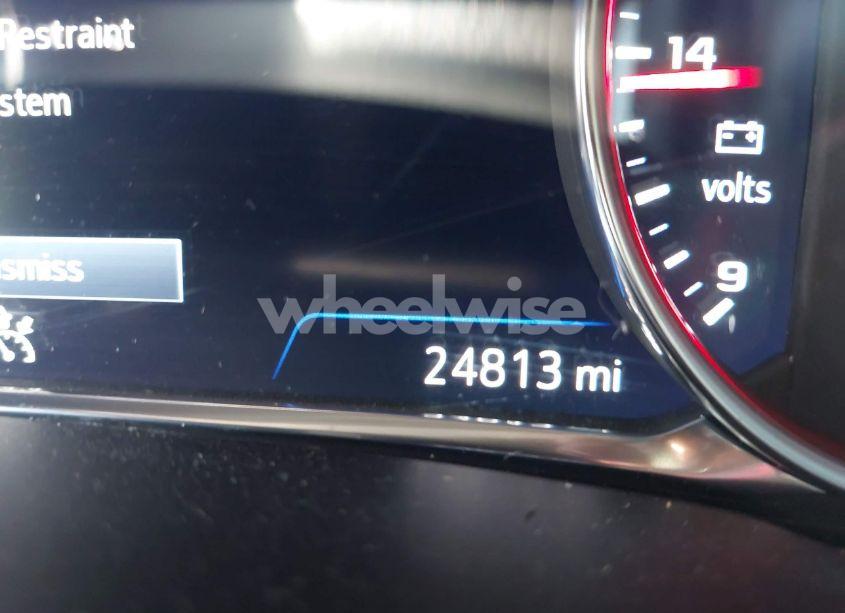 Restraint
14
stem
volts
smiss
9
wheelwise
24813 mi